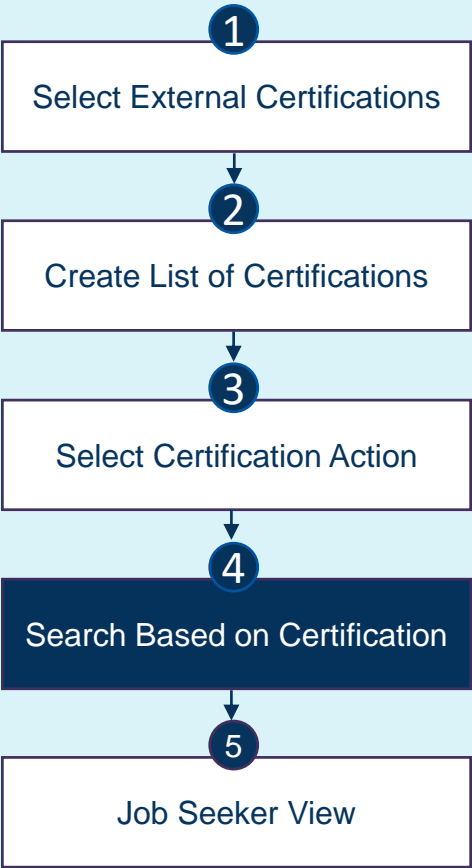 1
Select External Certifications
2
Create List of Certifications
3
Select Certification Action
4
Search Based on Certification
5
Job Seeker View